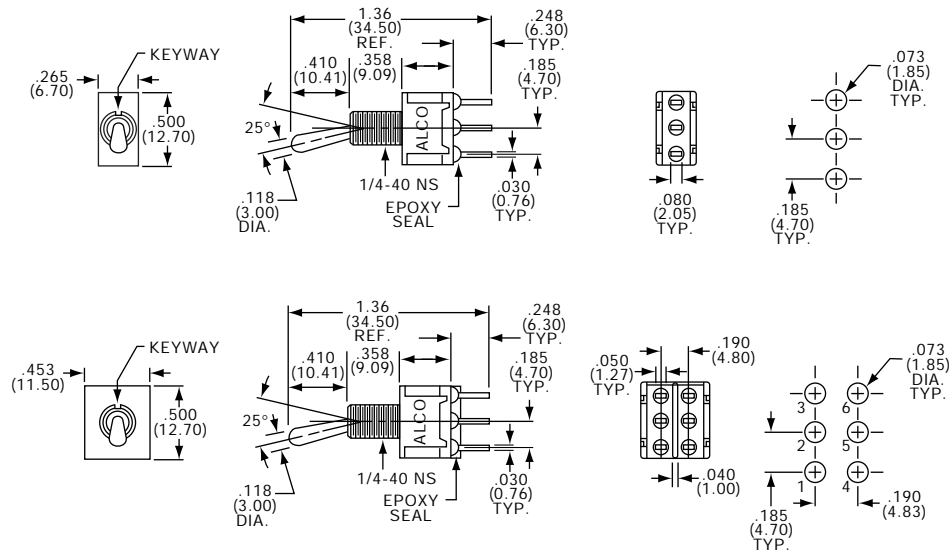 KEYWAY
.265
(6.70)
.500
(12.70)
1.36
(34.50)
REF.
.248
(6.30)
TYP.
.410
(10.41)
.358
(9.09)
.185
(4.70)
TYP.
25°
ALCO
.118
(3.00)
DIA.
1/4-40 NS
EPOXY
SEAL
.030
(0.76)
TYP.
.080
(2.05)
TYP.
.073
(1.85)
DIA.
TYP.
.185
(4.70)
TYP.
KEYWAY
.453
(11.50)
.500
(12.70)
1.36
(34.50)
REF.
.248
(6.30)
TYP.
.410
(10.41)
.358
(9.09)
.185
(4.70)
TYP.
25°
ALCO
.118
(3.00)
DIA.
1/4-40 NS
EPOXY
SEAL
.030
(0.76)
TYP.
.050
(1.27)
TYP.
.190
(4.80)
.040
(1.00)
.073
(1.85)
DIA.
TYP.
3 6
2 5
1 4
.185
(4.70)
TYP.
.190
(4.83)